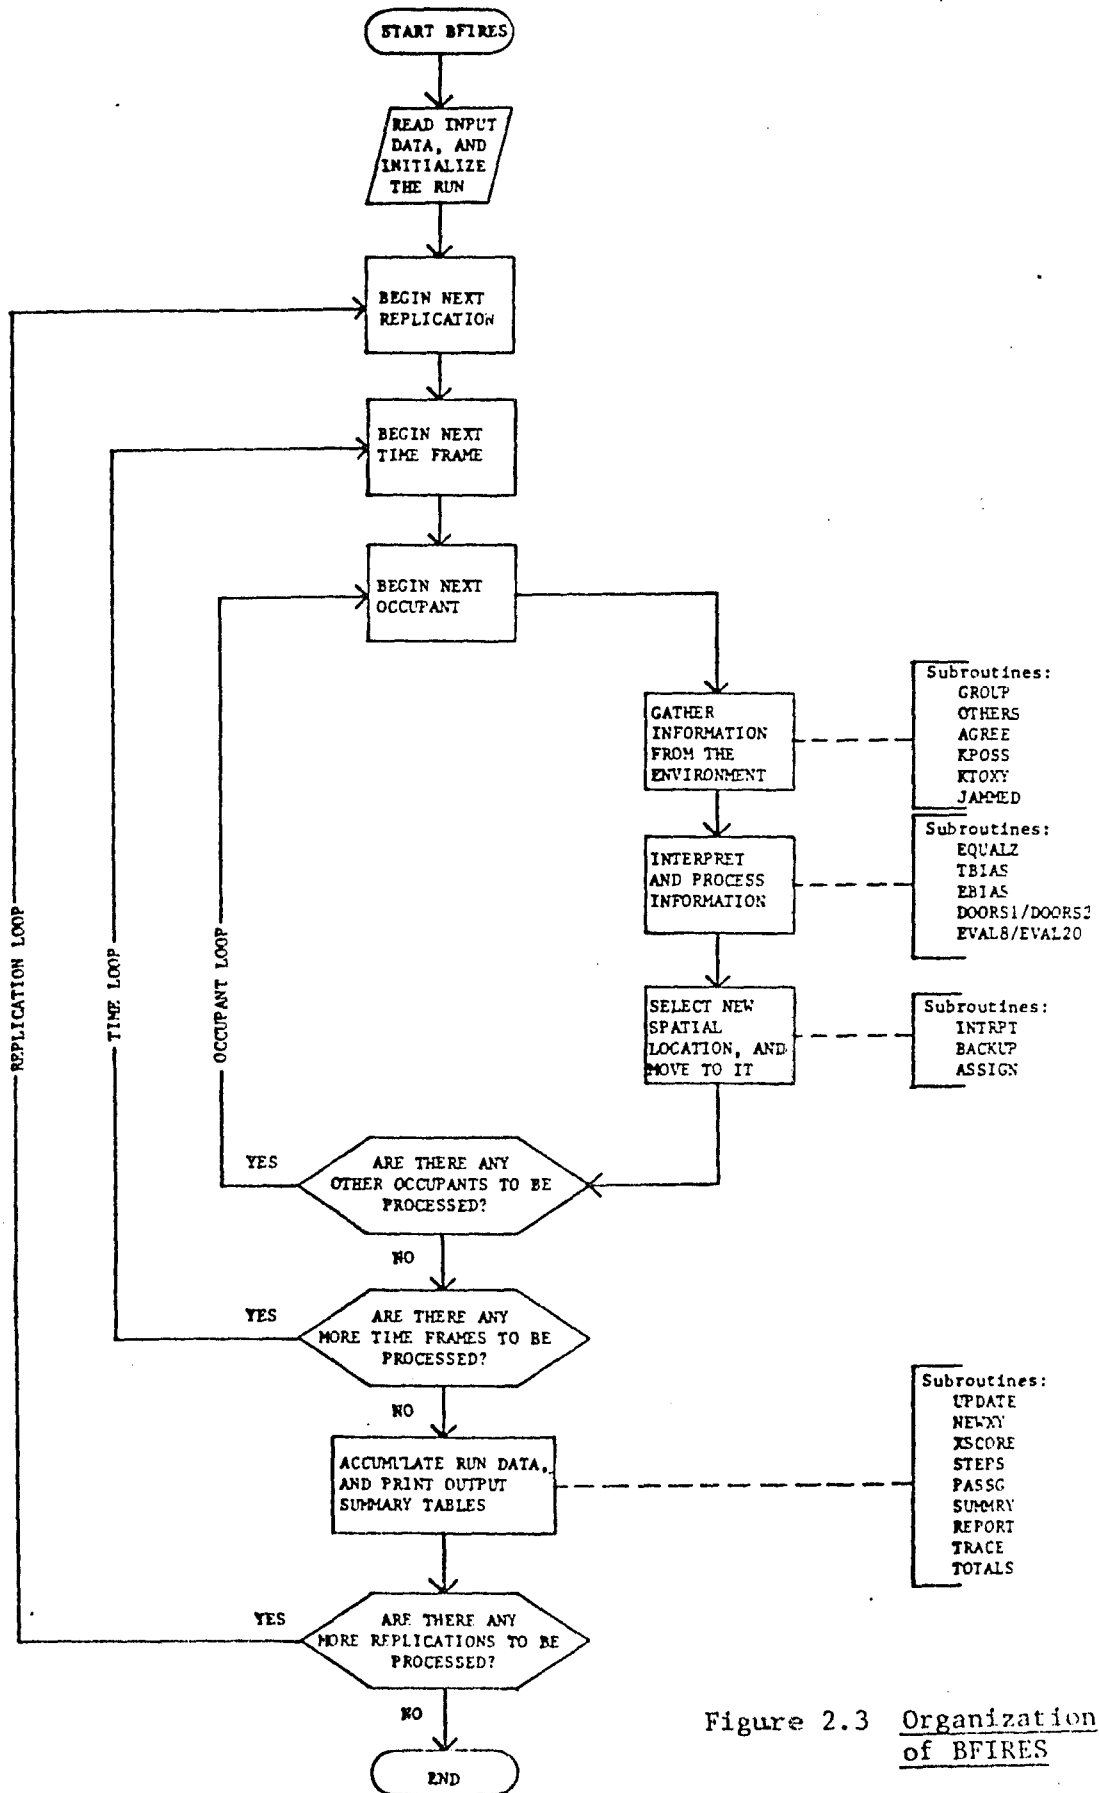 START BFIRES
READ INPUT
DATA, AND
INITIALIZE
THE RUN
BEGIN NEXT
REPLICATION
BEGIN NEXT
TIME FRAME
BEGIN NEXT
OCCUPANT
GATHER
INFORMATION
FROM THE
ENVIRONMENT
Subroutines:
GROUP
OTHERS
AGREE
KPOSS
KTOXY
JAMMED
INTERPRET
AND PROCESS
INFORMATION
Subroutines:
EQUALZ
TBIAS
EBIAS
DOORS1/DOORS2
EVAL8/EVAL20
SELECT NEW
SPATIAL
LOCATION, AND
MOVE TO IT
Subroutines:
INTRPT
BACKUP
ASSIGN
REPLICATION LOOP
TIME LOOP
OCCUPANT LOOP
YES
ARE THERE ANY
OTHER OCCUPANTS TO BE
PROCESSED?
NO
YES
ARE THERE ANY
MORE TIME FRAMES TO BE
PROCESSED?
NO
ACCUMULATE RUN DATA,
AND PRINT OUTPUT
SUMMARY TABLES
Subroutines:
UPDATE
NEWXY
XSCORE
STEPS
PASSG
SUMMRY
REPORT
TRACE
TOTALS
YES
ARE THERE ANY
MORE REPLICATIONS TO BE
PROCESSED?
NO
END
Figure 2.3 Organization
of BFIRES